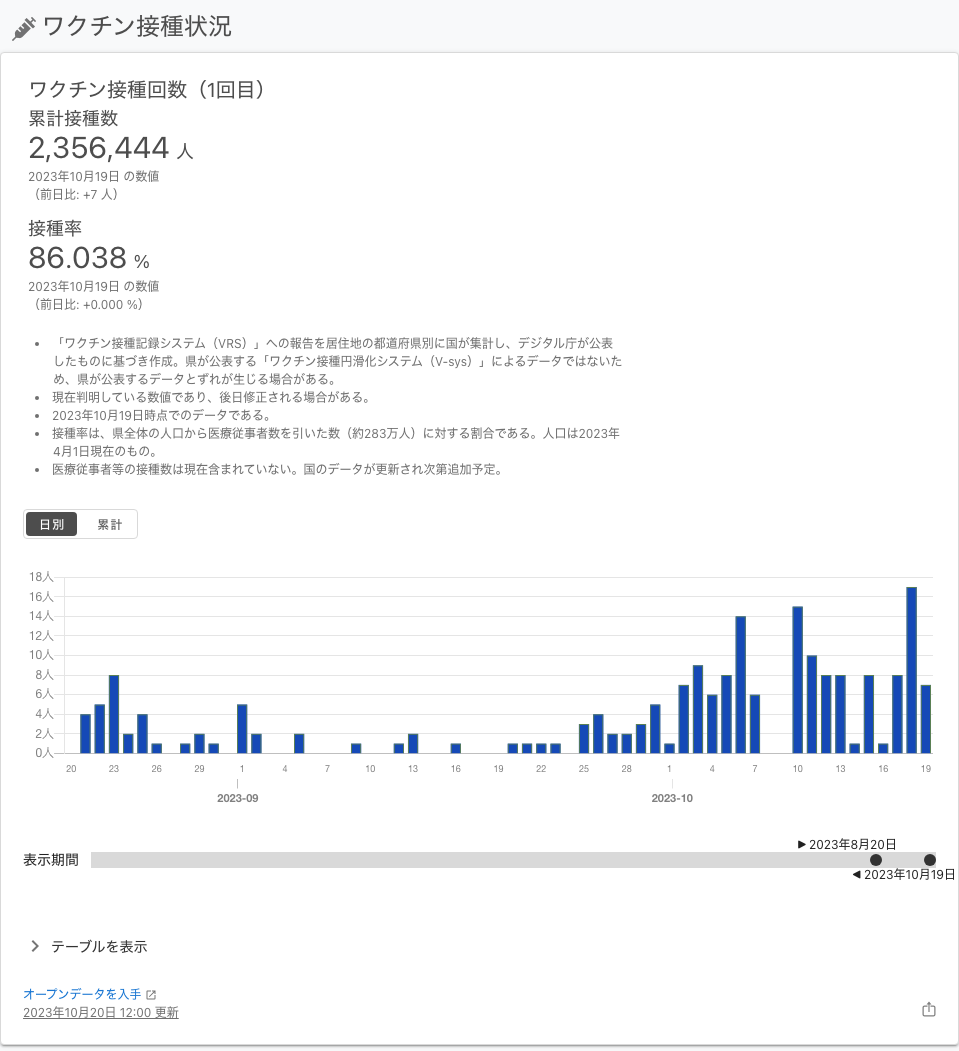 ワクチン接種状況
ワクチン接種回数（1回目）
累計接種数
2,356,444 人
2023年10月19日 の数値
（前日比: +7 人）
接種率
86.038 %
2023年10月19日 の数値
（前日比: +0.000 %）
• 「ワクチン接種記録システム（VRS）」への報告を居住地の都道府県別に国が集計し、デジタル庁が公表
したものに基づき作成。県が公表する「ワクチン接種円滑化システム（V-sys）」によるデータではないた
め、県が公表するデータとずれが生じる場合がある。
• 現在判明している数値であり、後日修正される場合がある。
• 2023年10月19日時点でのデータである。
• 接種率は、県全体の人口から医療従事者数を引いた数（約283万人）に対する割合である。人口は2023年
4月1日現在のもの。
• 医療従事者等の接種数は現在含まれていない。国のデータが更新され次第追加予定。
日別 累計
18人
16人
14人
12人
10人
8人
6人
4人
2人
0人
20 23 26 29 1 4 7 10 13 16 19 22 25 28 1 4 7 10 13 16 19
2023-09 2023-10
▶ 2023年8月20日
表示期間
◀ 2023年10月19日
テーブルを表示
オープンデータを入手
2023年10月20日 12:00 更新